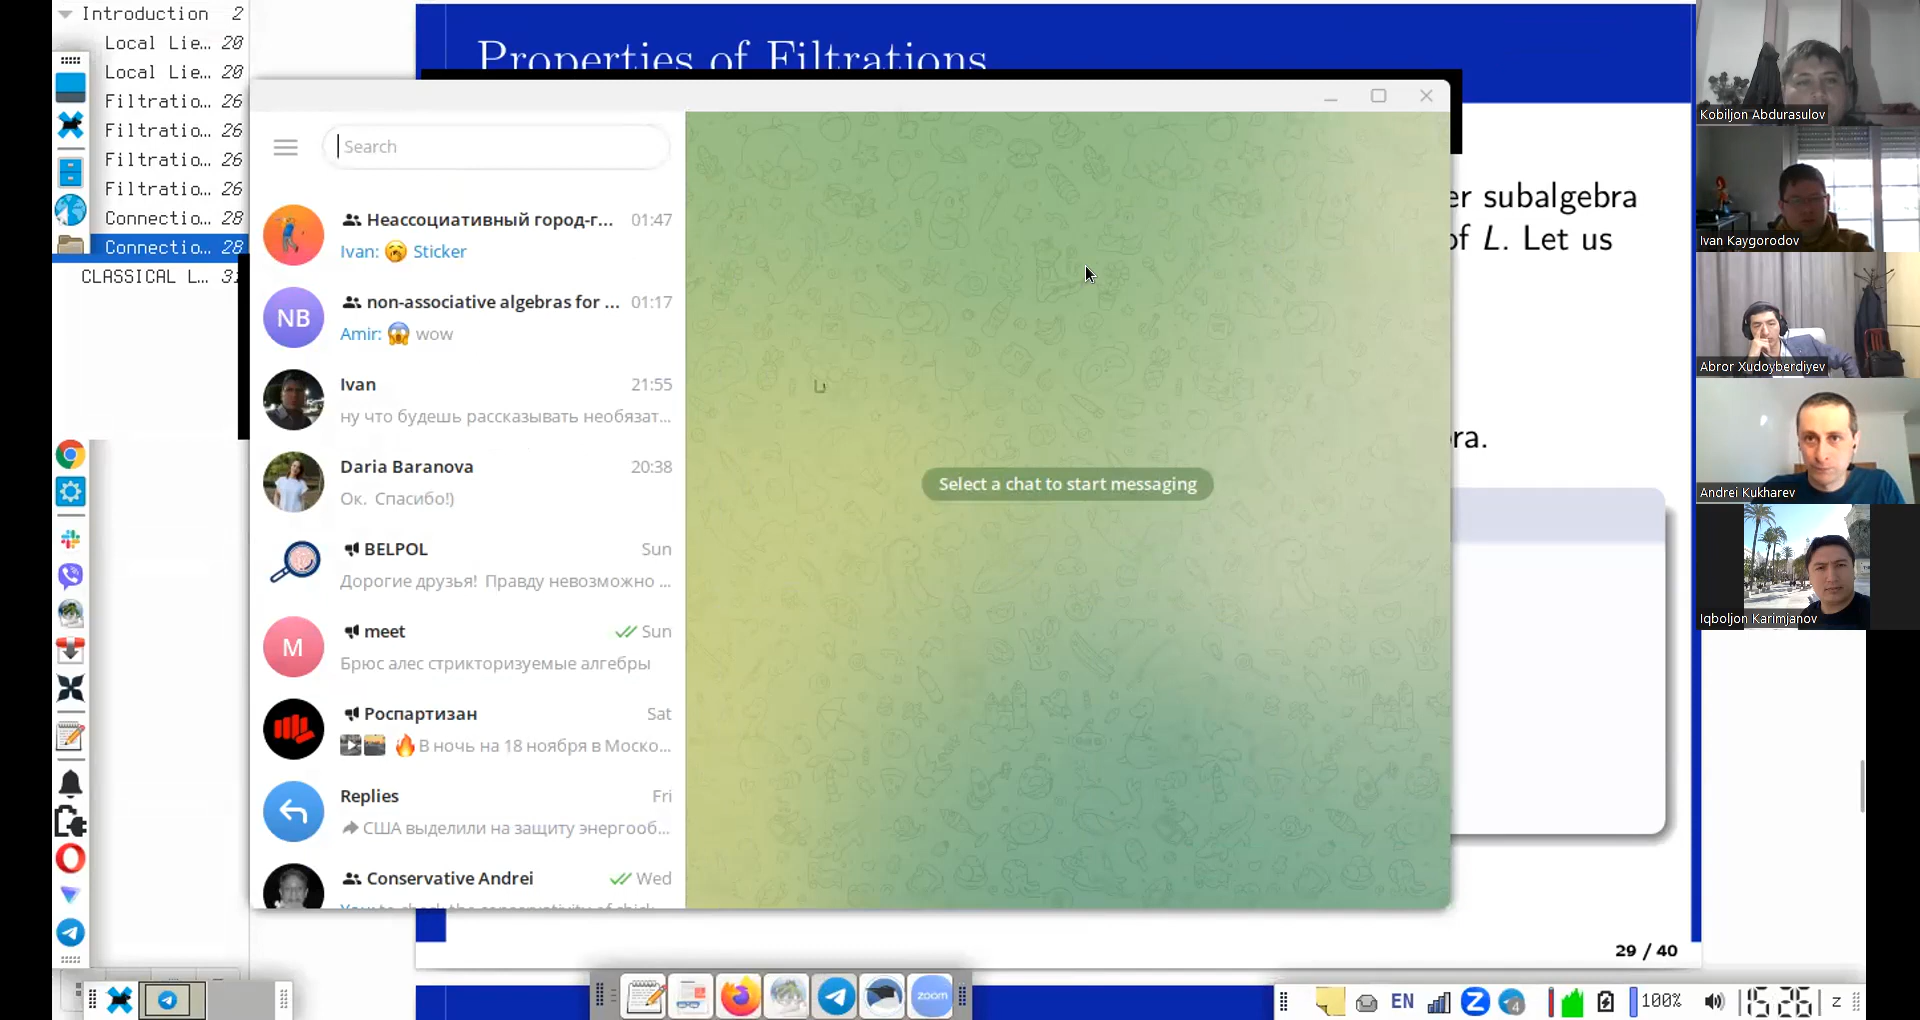 Introduction 2
Local Lie… 20
Local Lie… 20
Filtratio… 26
Filtratio… 26
Filtratio… 26
Filtratio… 26
Connectio… 28
Connectio… 28
CLASSICAL L… 31
Properties of Filtrations
er subalgebra
of L. Let us
ra.
29 / 40
Search
Неассоциативный город-г… 01:47
Ivan: Sticker
NB
non-associative algebras for … 01:17
Amir: wow
Ivan 21:55
ну что будешь рассказывать необязат…
Daria Baranova 20:38
Ок. Спасибо!)
BELPOL Sun
Дорогие друзья! Правду невозможно …
M
meet Sun
Брюс алес стрикторизуемые алгебры
Роспартизан Sat
В ночь на 18 ноября в Моско…
Replies Fri
США выделили на защиту энергооб…
Conservative Andrei Wed
Select a chat to start messaging
Kobiljon Abdurasulov
Ivan Kaygorodov
Abror Xudoyberdiyev
Andrei Kukharev
Iqboljon Karimjanov
zoom
EN
Z
4
100%
15 26
z